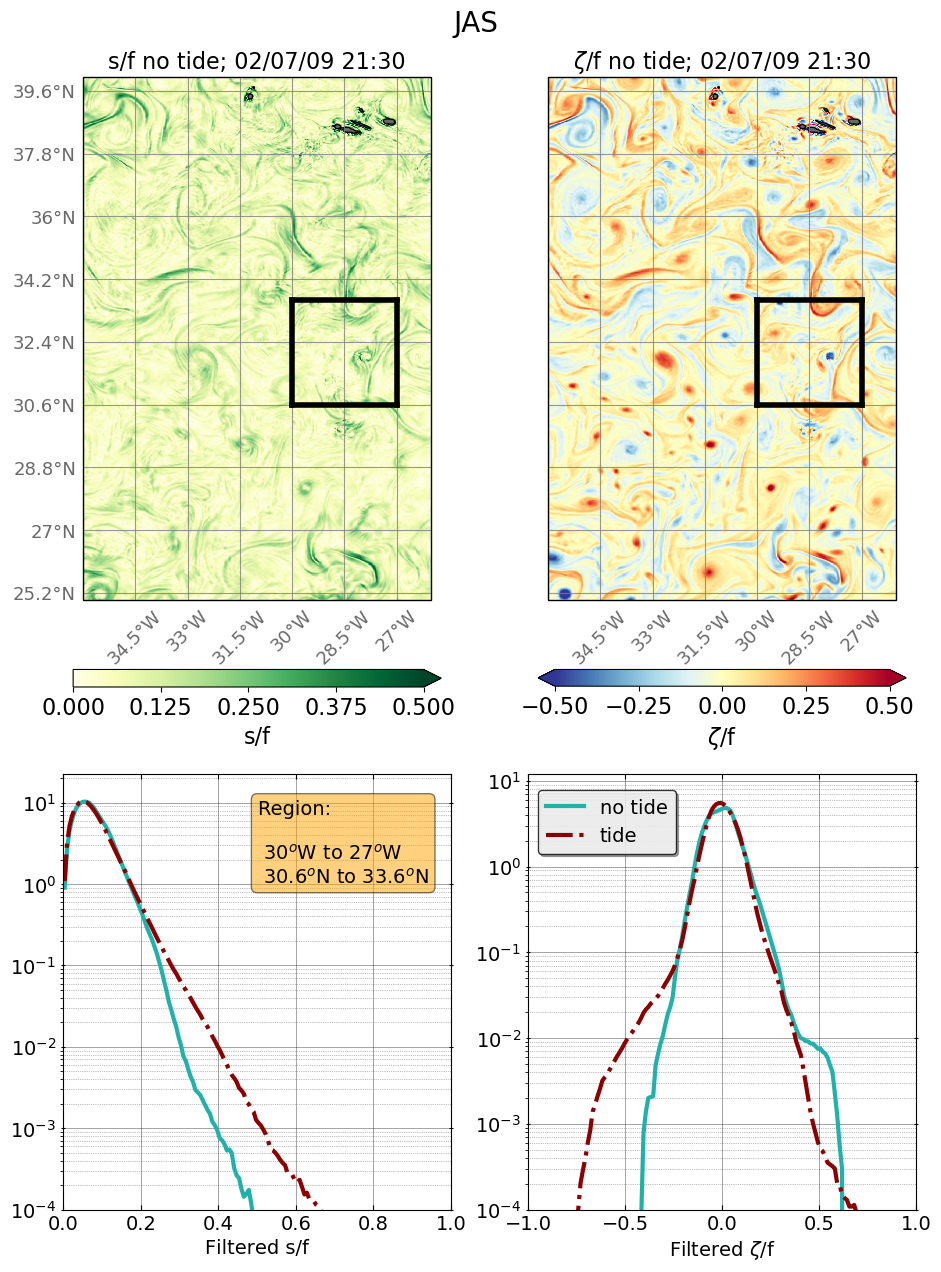 JAS
s/f no tide; 02/07/09 21:30
ζ/f no tide; 02/07/09 21:30
39.6°N
37.8°N
36°N
34.2°N
32.4°N
30.6°N
28.8°N
27°N
25.2°N
34.5°W 33°W 31.5°W 30°W 28.5°W 27°W
34.5°W 33°W 31.5°W 30°W 28.5°W 27°W
0.000 0.125 0.250 0.375 0.500
s/f
−0.50 −0.25 0.00 0.25 0.50
ζ/f
10¹
10⁰
10⁻¹
10⁻²
10⁻³
10⁻⁴
Region:
30°W to 27°W
30.6°N to 33.6°N
0.0 0.2 0.4 0.6 0.8 1.0
Filtered s/f
10¹
10⁰
10⁻¹
10⁻²
10⁻³
10⁻⁴
no tide
tide
−1.0 −0.5 0.0 0.5 1.0
Filtered ζ/f